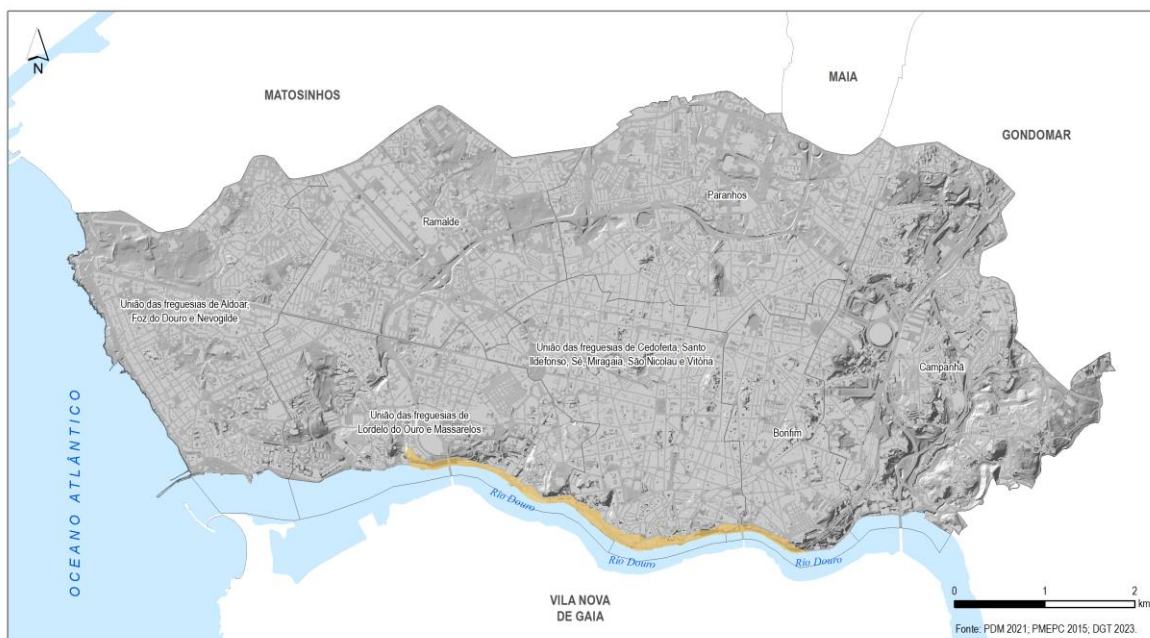 N
MATOSINHOS
MAIA
GONDOMAR
Paranhos
Ramalde
União das freguesias de Aldoar,
Foz do Douro e Nevogilde
União das freguesias de Cedofeita, Santo
Ildefonso, Sé, Miragaia, São Nicolau e Vitória
Campanhã
União das freguesias de
Lordelo do Ouro e Massarelos
Bonfim
OCEANO ATLÂNTICO
Rio Douro
Rio Douro
Rio Douro
VILA NOVA
DE GAIA
0 1 2
km
Fonte: PDM 2021; PMEPC 2015; DGT 2023.